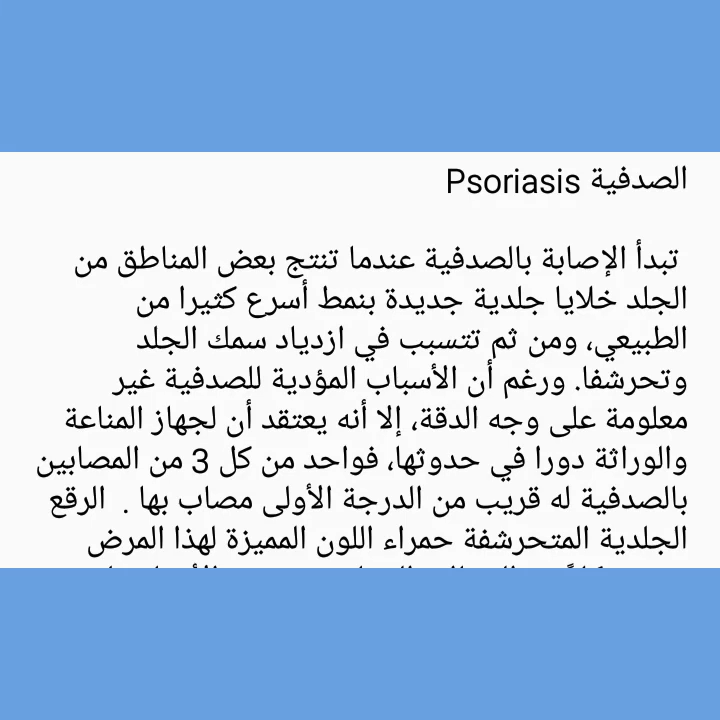 الصدفية Psoriasis
تبدأ الإصابة بالصدفية عندما تنتج بعض المناطق من
الجلد خلايا جلدية جديدة بنمط أسرع كثيرا من
الطبيعي، ومن ثم تتسبب في ازدياد سمك الجلد
وتحرشفا. ورغم أن الأسباب المؤدية للصدفية غير
معلومة على وجه الدقة، إلا أنه يعتقد أن لجهاز المناعة
والوراثة دورا في حدوثها، فواحد من كل 3 من المصابين
بالصدفية له قريب من الدرجة الأولى مصاب بها . الرقع
الجلدية المتحرشفة حمراء اللون المميزة لهذا المرض